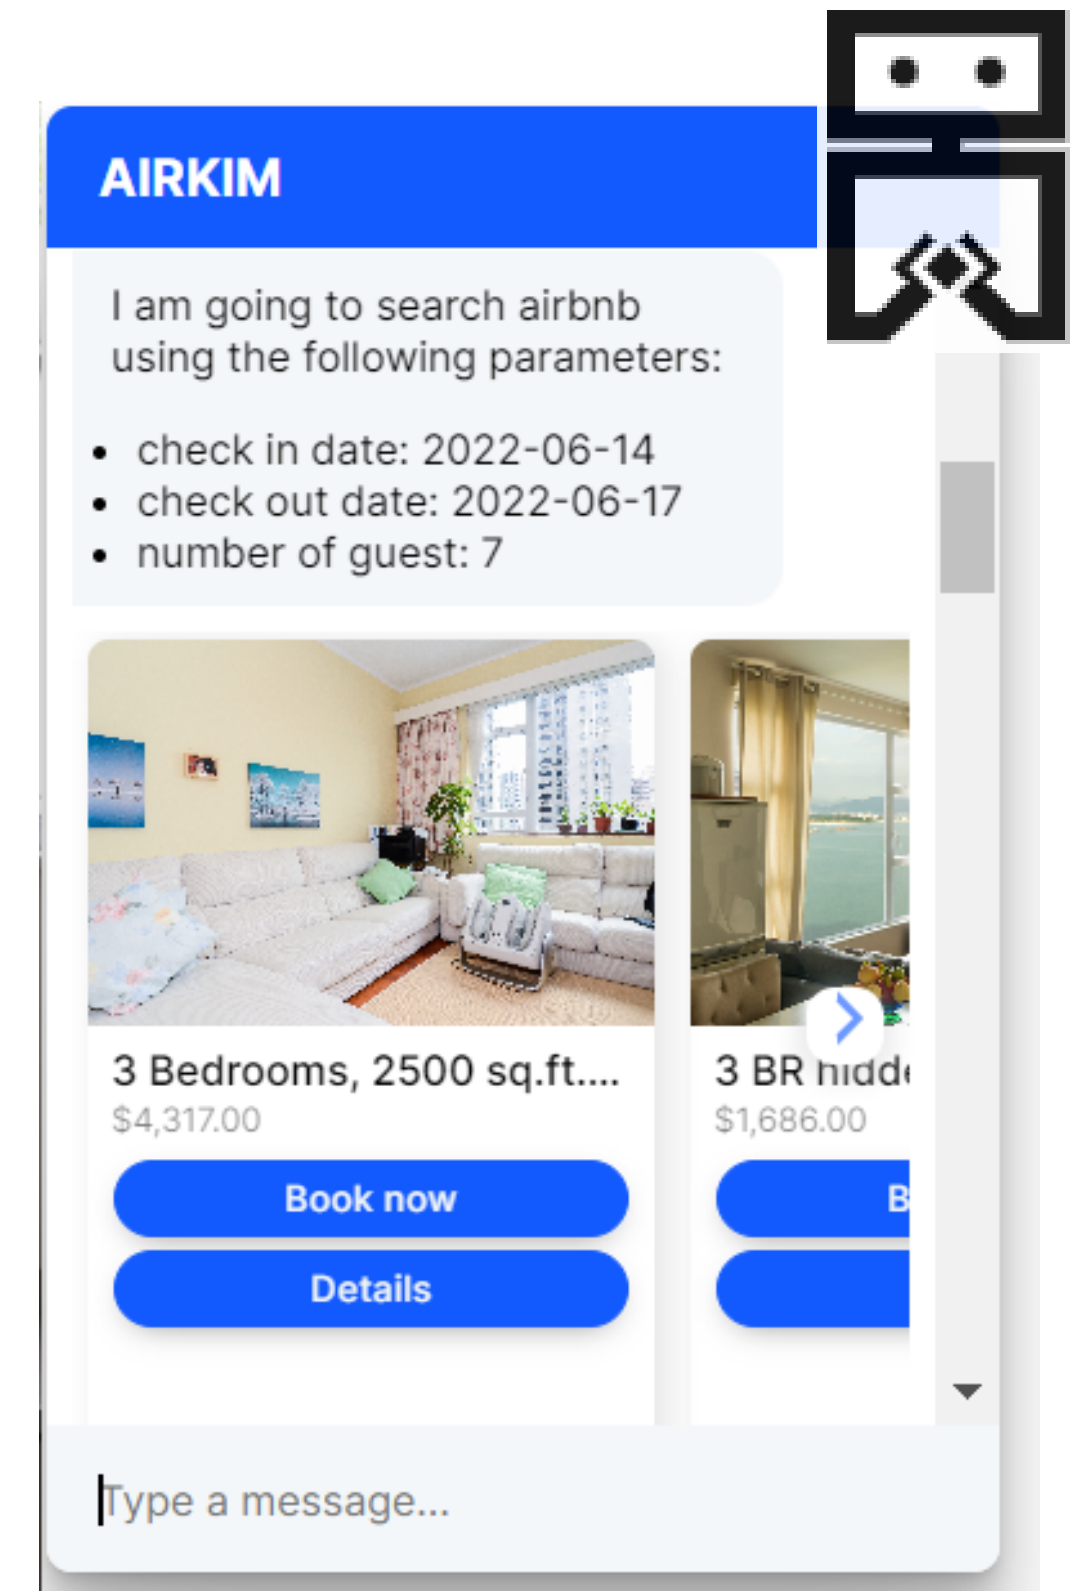 AIRKIM
I am going to search airbnb
using the following parameters:
• check in date: 2022-06-14
• check out date: 2022-06-17
• number of guest: 7
3 Bedrooms, 2500 sq.ft....
$4,317.00
Book now
Details
3 BR
$1,686.00
B
Type a message...